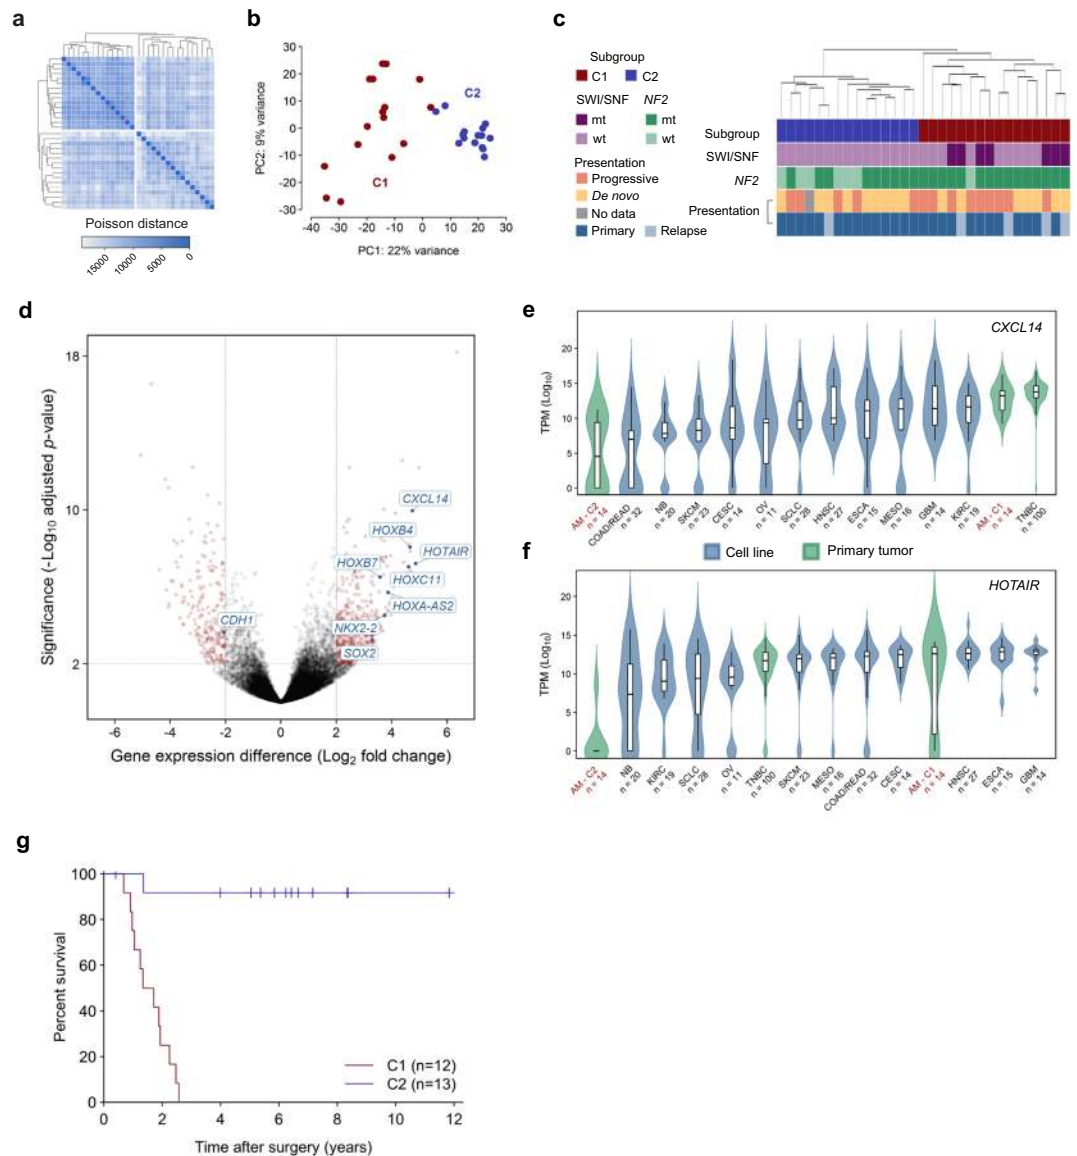 a
Poisson distance
15000
10000
5000
0
b
30
20
10
0
-10
-20
-30
PC2: 9% variance
C2
C1
-40 -30 -20 -10 0 10 20 30
PC1: 22% variance
c
Subgroup
C1 C2
SWI/SNF NF2
mt mt
wt wt
Presentation
Progressive
De novo
No data
Primary Relapse
Subgroup
SWI/SNF
NF2
Presentation
d
18
10
2
Significance (-Log10 adjusted p-value)
CXCL14
HOXB4
HOTAIR
HOXB7
HOXC11
HOXA-AS2
CDH1
NKX2-2
SOX2
-6 -4 -2 0 2 4 6
Gene expression difference (Log2 fold change)
e
CXCL14
TPM (Log10)
20
15
10
5
0
AM - C2 n = 14
COAD/READ n = 32
NB n = 20
SKCM n = 23
CESC n = 14
OV n = 11
SCLC n = 28
HNSC n = 27
ESCA n = 15
MESO n = 16
GBM n = 14
KIRC n = 19
AM - C1 n = 14
TNBC n = 100
f
Cell line Primary tumor
HOTAIR
TPM (Log10)
20
15
10
5
0
AM - C2 n = 14
NB n = 20
KIRC n = 19
SCLC n = 28
OV n = 11
TNBC n = 100
SKCM n = 23
MESO n = 16
COAD/READ n = 32
CESC n = 14
AM - C1 n = 14
HNSC n = 27
ESCA n = 15
GBM n = 14
g
100
80
60
40
20
0
Percent survival
C1 (n=12)
C2 (n=13)
0 2 4 6 8 10 12
Time after surgery (years)